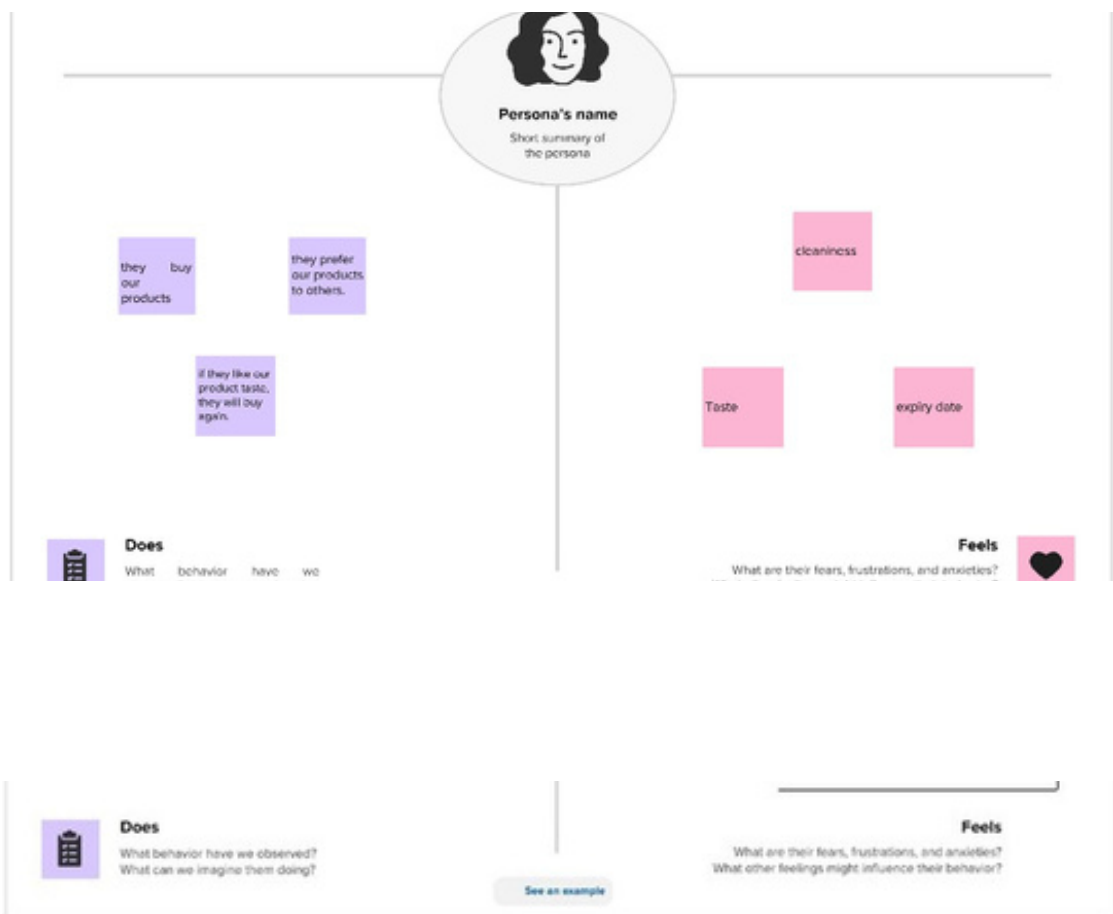 Persona's name
Short summary of
the persona
they buy
our
products
they prefer
our products
to others.
if they like our
product taste,
they will buy
again.
cleaniness
Taste
expiry date
Does
What behavior have we
Feels
What are their fears, frustrations, and anxieties?
Does
What behavior have we observed?
What can we imagine them doing?
Feels
What are their fears, frustrations, and anxieties?
What other feelings might influence their behavior?
See an example